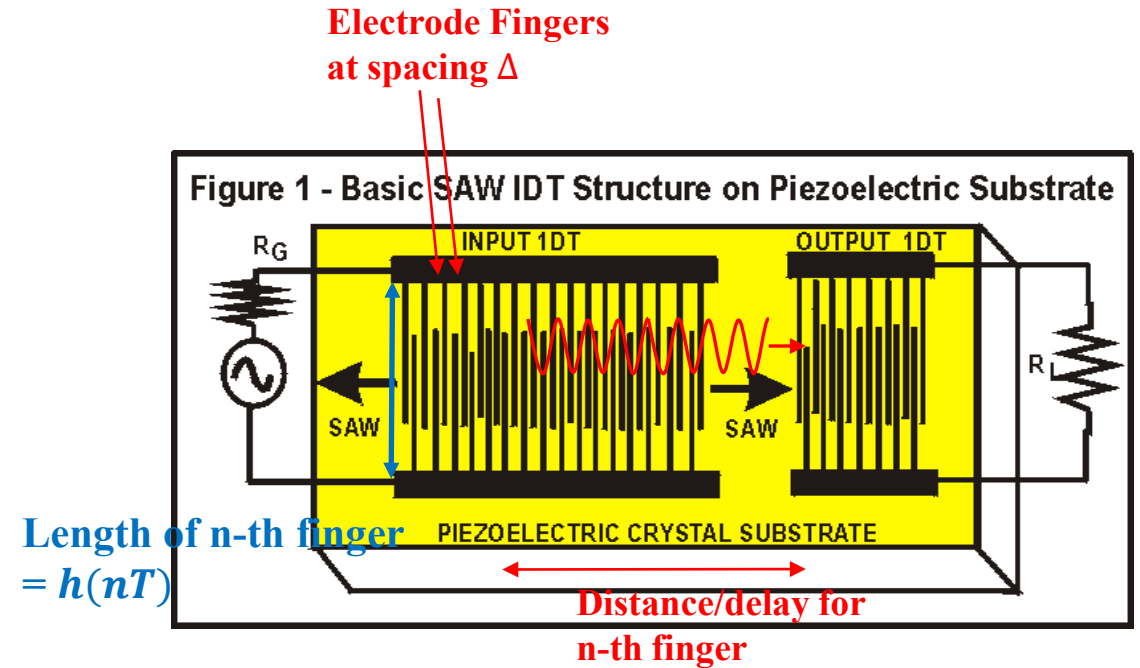 Electrode Fingers
at spacing Δ
Figure 1 - Basic SAW IDT Structure on Piezoelectric Substrate
INPUT 1DT
OUTPUT 1DT
RG
RL
SAW
SAW
Length of n-th finger
= h(nT)
PIEZOELECTRIC CRYSTAL SUBSTRATE
Distance/delay for
n-th finger